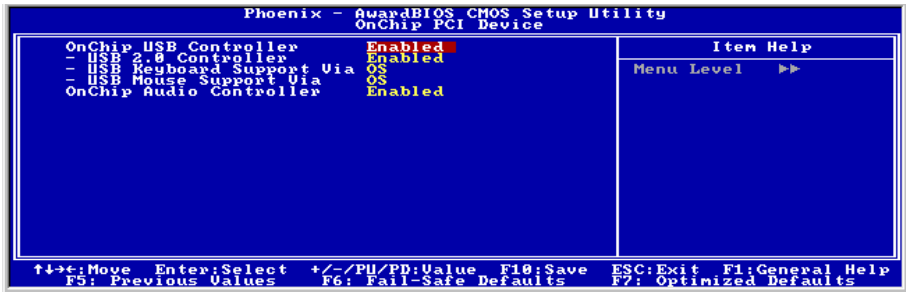 Phoenix - AwardBIOS CMOS Setup Utility
OnChip PCI Device
OnChip USB Controller Enabled
- USB 2.0 Controller Enabled
- USB Keyboard Support Via OS
- USB Mouse Support Via OS
OnChip Audio Controller Enabled
Item Help
Menu Level ►►
↑↓→←:Move Enter:Select +/-/PU/PD:Value F10:Save ESC:Exit F1:General Help
F5: Previous Values F6: Fail-Safe Defaults F7: Optimized Defaults